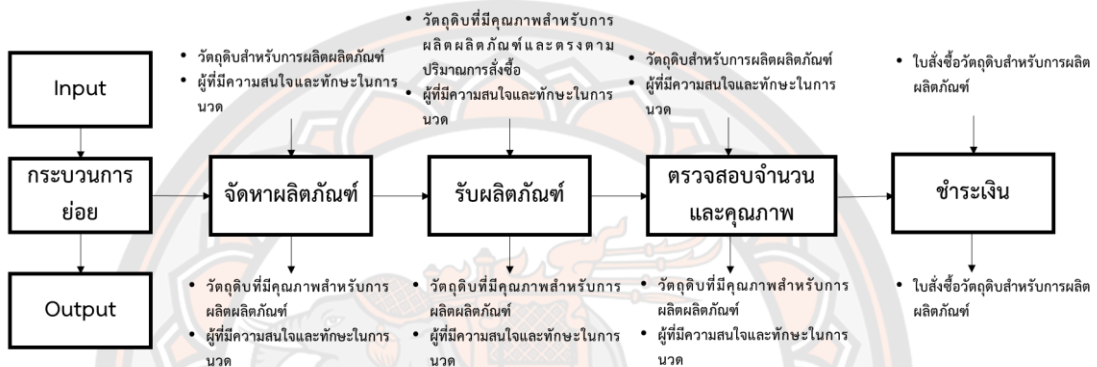 Input
• วัตถุดิบสำหรับการผลิตผลิตภัณฑ์
• ผู้ที่มีความสนใจและทักษะในการ
นวด
• วัตถุดิบที่มีคุณภาพสำหรับการ
ผลิตผลิตภัณฑ์และตรงตาม
ปริมาณการสั่งซื้อ
• ผู้ที่มีความสนใจและทักษะในการ
นวด
• วัตถุดิบสำหรับการผลิตผลิตภัณฑ์
• ผู้ที่มีความสนใจและทักษะในการ
นวด
• ใบสั่งซื้อวัตถุดิบสำหรับการผลิต
ผลิตภัณฑ์
กระบวนการ
ย่อย
จัดหาผลิตภัณฑ์
รับผลิตภัณฑ์
ตรวจสอบจำนวน
และคุณภาพ
ชำระเงิน
Output
• วัตถุดิบที่มีคุณภาพสำหรับการ
ผลิตผลิตภัณฑ์
• ผู้ที่มีความสนใจและทักษะในการ
นวด
• วัตถุดิบที่มีคุณภาพสำหรับการ
ผลิตผลิตภัณฑ์
• ผู้ที่มีความสนใจและทักษะในการ
นวด
• วัตถุดิบที่มีคุณภาพสำหรับการ
ผลิตผลิตภัณฑ์
• ผู้ที่มีความสนใจและทักษะในการ
นวด
• ใบสั่งซื้อวัตถุดิบสำหรับการผลิต
ผลิตภัณฑ์